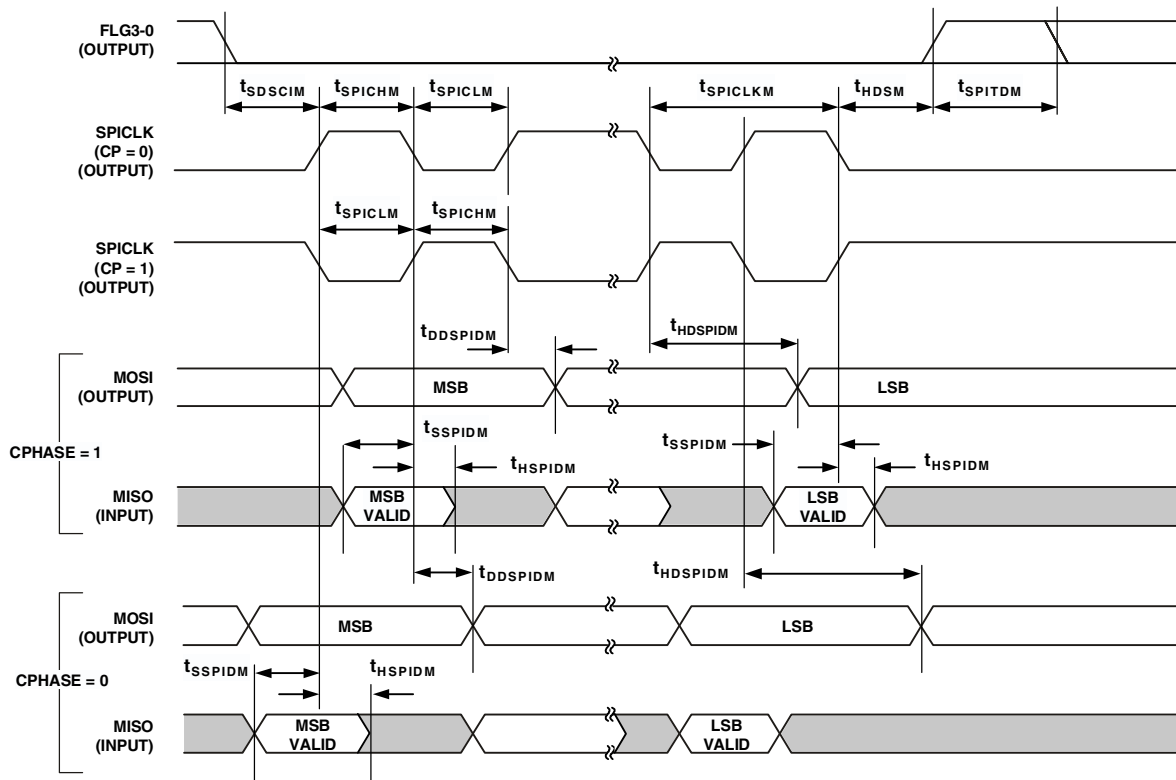 FLG3-0
(OUTPUT)
tSDSCIM
tSPICHM
tSPICLM
tSPICLKM
tHDSM
tSPITDM
SPICLK
(CP = 0)
(OUTPUT)
tSPICLM
tSPICHM
SPICLK
(CP = 1)
(OUTPUT)
tDDSPIDM
tHDSPIDM
MOSI
(OUTPUT)
MSB
LSB
CPHASE = 1
tSSPIDM
tHSPIDM
tSSPIDM
tHSPIDM
MISO
(INPUT)
MSB
VALID
LSB
VALID
tDDSPIDM
tHDSPIDM
MOSI
(OUTPUT)
MSB
LSB
CPHASE = 0
tSSPIDM
tHSPIDM
MISO
(INPUT)
MSB
VALID
LSB
VALID